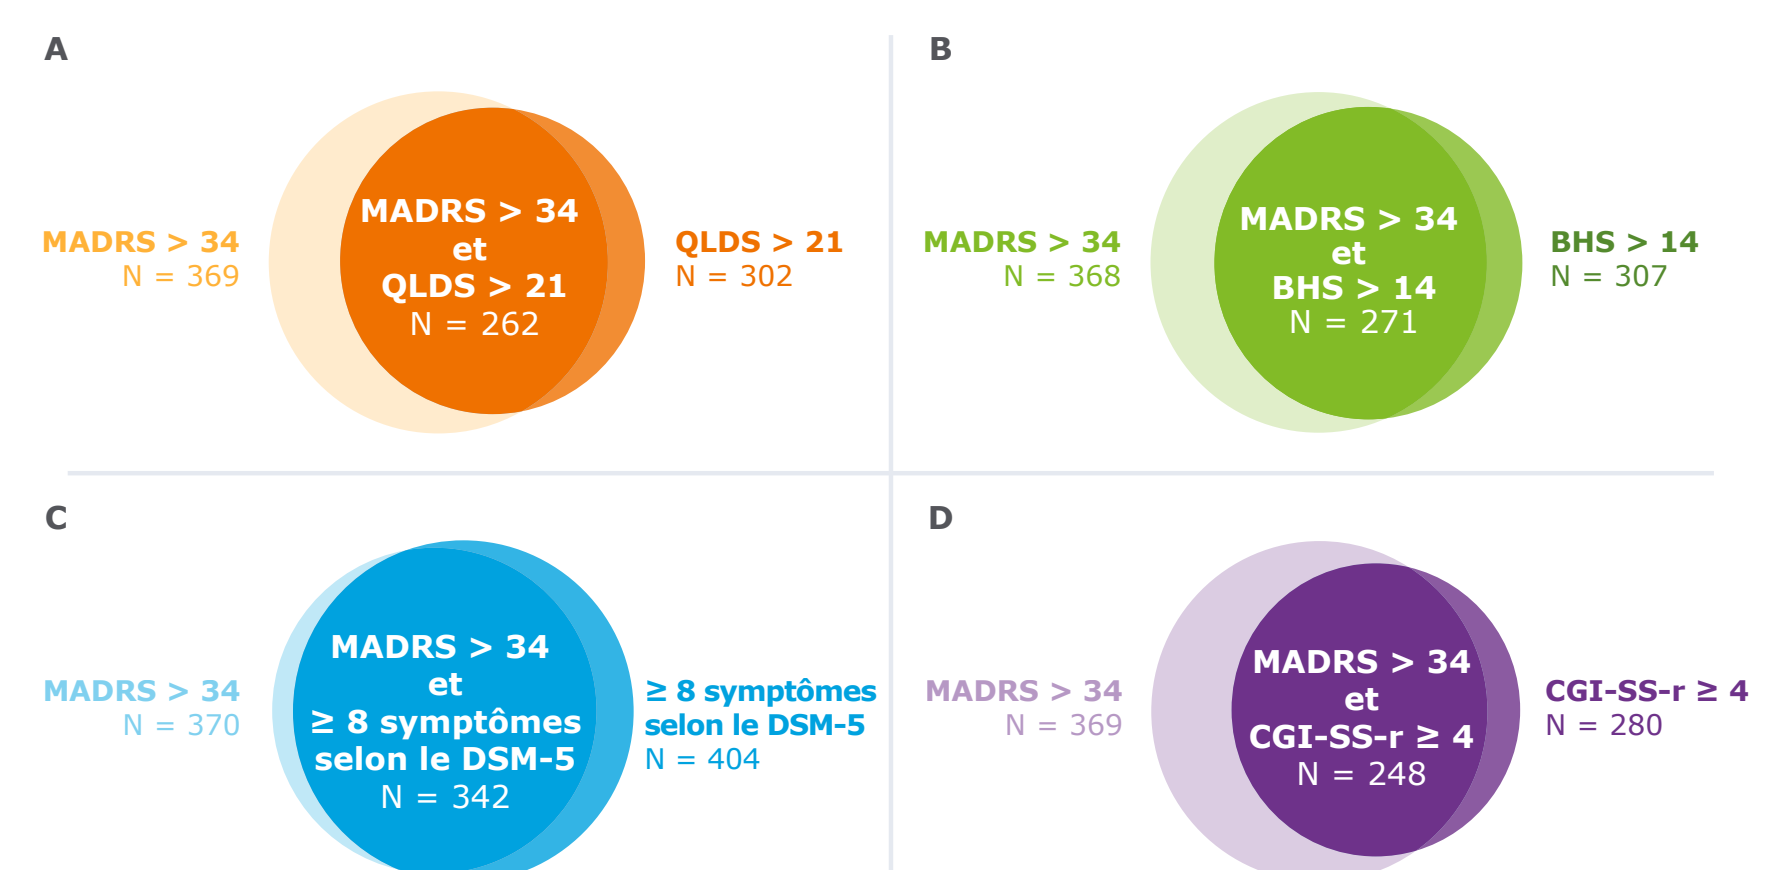 A
MADRS > 34
N = 369
MADRS > 34
et
QLDS > 21
N = 262
QLDS > 21
N = 302
B
MADRS > 34
N = 368
MADRS > 34
et
BHS > 14
N = 271
BHS > 14
N = 307
C
MADRS > 34
N = 370
MADRS > 34
et
≥ 8 symptômes
selon le DSM-5
N = 342
≥ 8 symptômes
selon le DSM-5
N = 404
D
MADRS > 34
N = 369
MADRS > 34
et
CGI-SS-r ≥ 4
N = 248
CGI-SS-r ≥ 4
N = 280